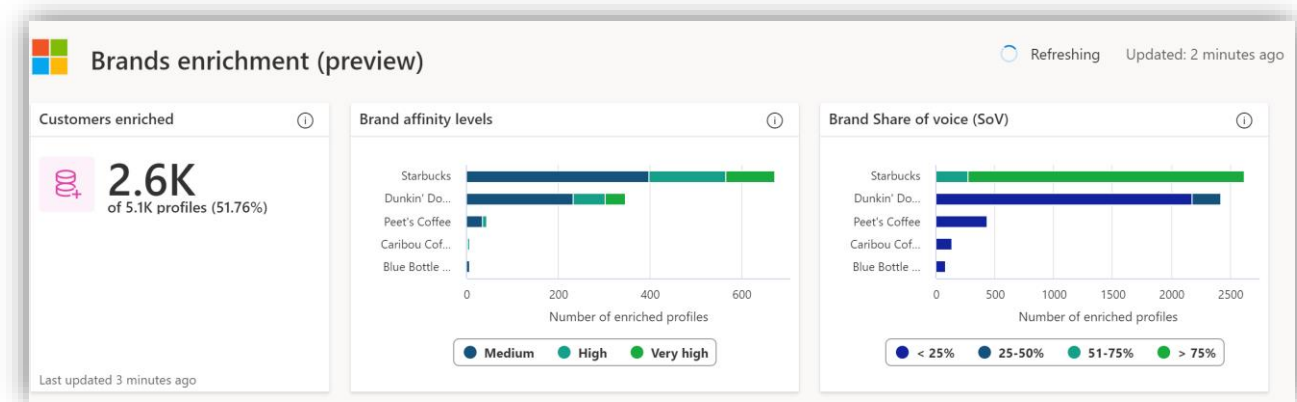 Brands enrichment (preview)
Refreshing
Updated: 2 minutes ago
Customers enriched
2.6K
of 5.1K profiles (51.76%)
Last updated 3 minutes ago
Brand affinity levels
Starbucks
Dunkin' Do...
Peet's Coffee
Caribou Cof...
Blue Bottle ...
0 200 400 600
Number of enriched profiles
Medium High Very high
Brand Share of voice (SoV)
Starbucks
Dunkin' Do...
Peet's Coffee
Caribou Cof...
Blue Bottle ...
0 500 1000 1500 2000 2500
Number of enriched profiles
< 25% 25-50% 51-75% > 75%